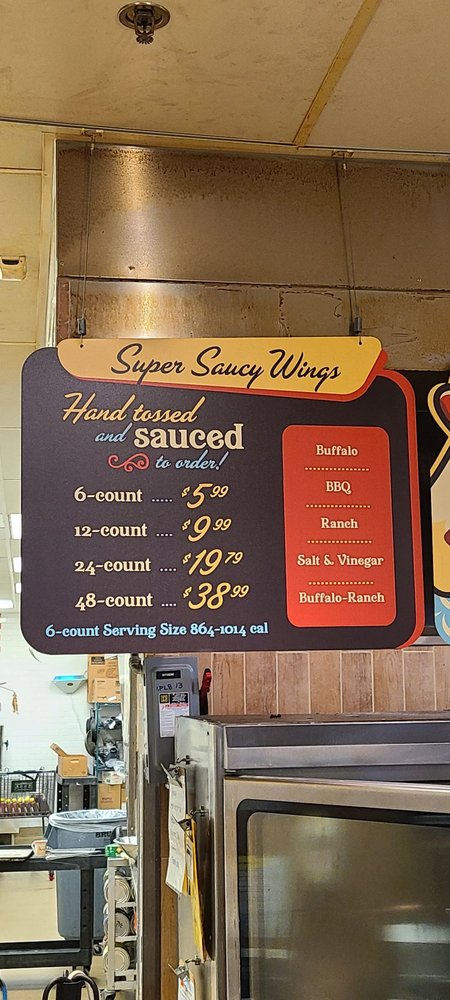 Super Saucy Wings
Hand tossed
and sauced
to order!
6-count ..... $5.99
12-count .... $9.99
24-count .... $19.79
48-count .... $38.99
6-count Serving Size 864-1014 cal
Buffalo
BBQ
Ranch
Salt & Vinegar
Buffalo-Ranch